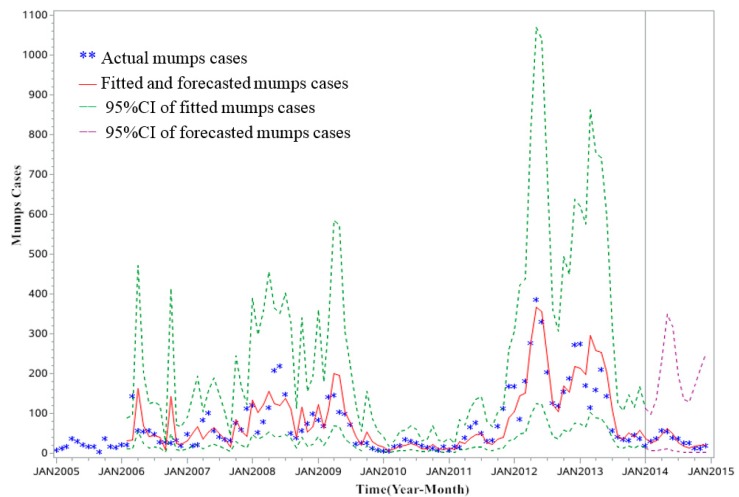 1100
1000
900
800
700
600
500
400
300
200
100
0
Mumps Cases
** Actual mumps cases
Fitted and forecasted mumps cases
95%CI of fitted mumps cases
95%CI of forecasted mumps cases
JAN2005 JAN2006 JAN2007 JAN2008 JAN2009 JAN2010 JAN2011 JAN2012 JAN2013 JAN2014 JAN2015
Time(Year-Month)